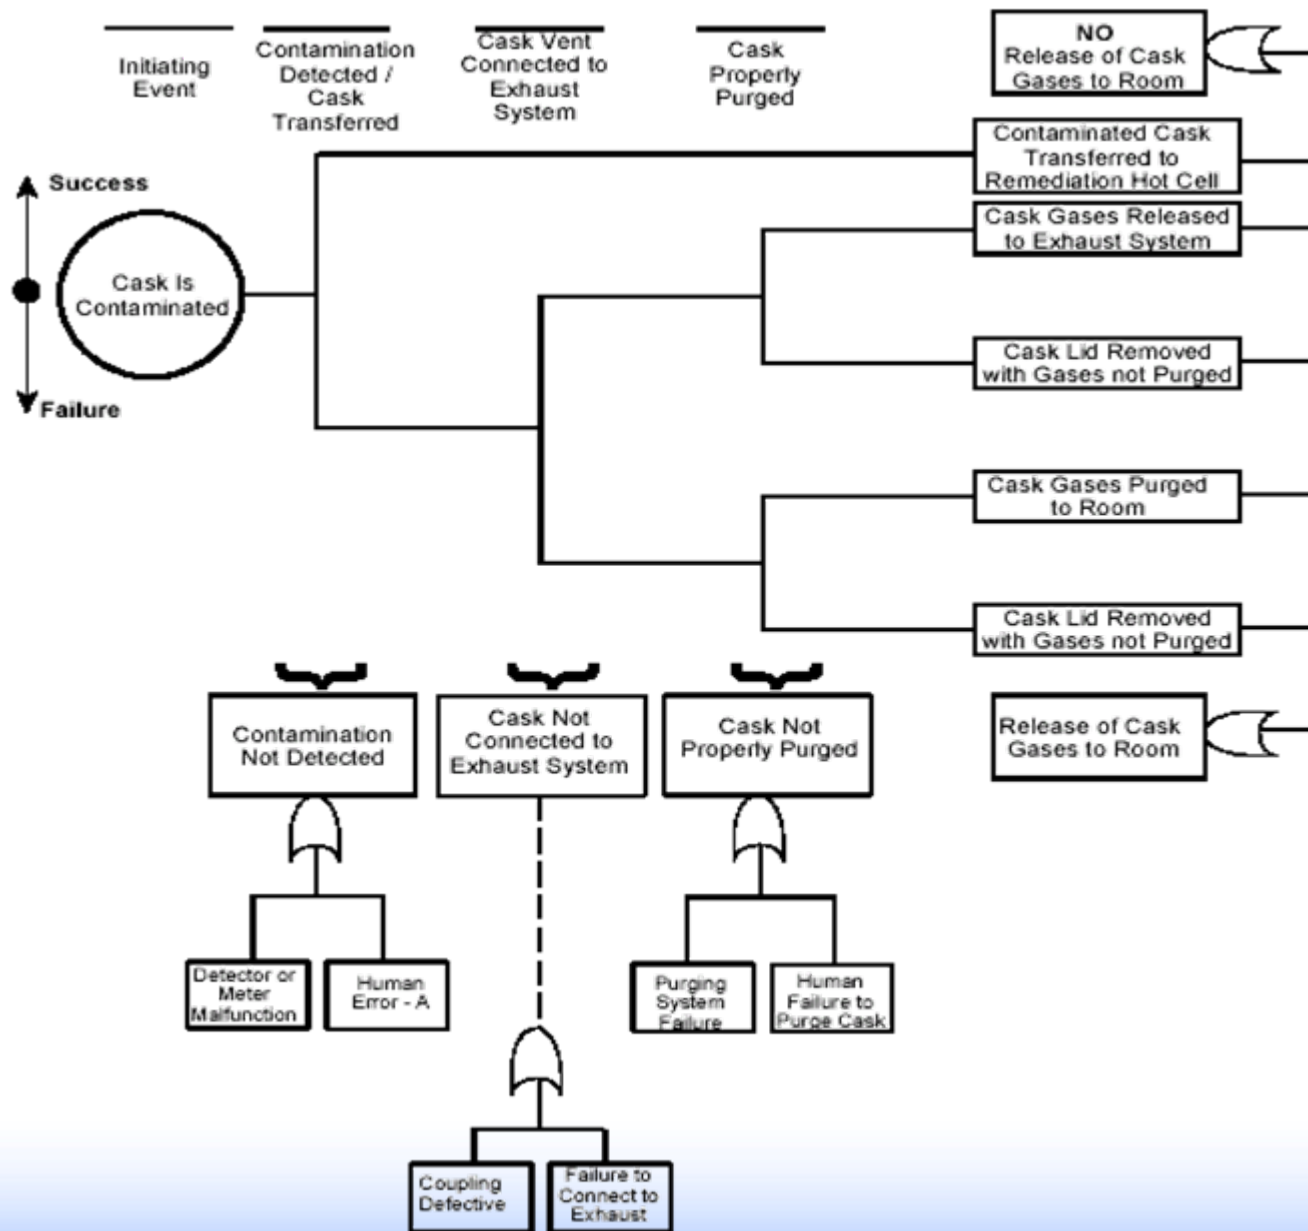 Initiating
Event
Contamination
Detected /
Cask
Transferred
Cask Vent
Connected to
Exhaust
System
Cask
Properly
Purged
NO
Release of Cask
Gases to Room
Contaminated Cask
Transferred to
Remediation Hot Cell
Success
Cask Gases Released
to Exhaust System
Cask Is
Contaminated
Cask Lid Removed
with Gases not Purged
Failure
Cask Gases Purged
to Room
Cask Lid Removed
with Gases not Purged
Contamination
Not Detected
Cask Not
Connected to
Exhaust System
Cask Not
Properly Purged
Release of Cask
Gases to Room
Detector or
Meter
Malfunction
Human
Error - A
Purging
System
Failure
Human
Failure to
Purge Cask
Coupling
Defective
Failure to
Connect to
Exhaust